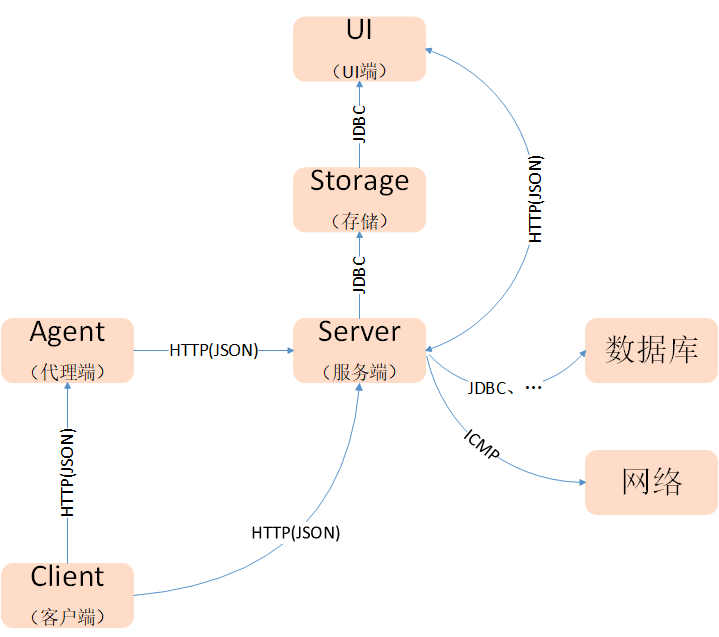 UI
（UI端）
JDBC
HTTP(JSON)
Storage
（存储）
JDBC
Agent
（代理端）
HTTP(JSON)
Server
（服务端）
数据库
JDBC、…
ICMP
网络
HTTP(JSON)
HTTP(JSON)
Client
（客户端）